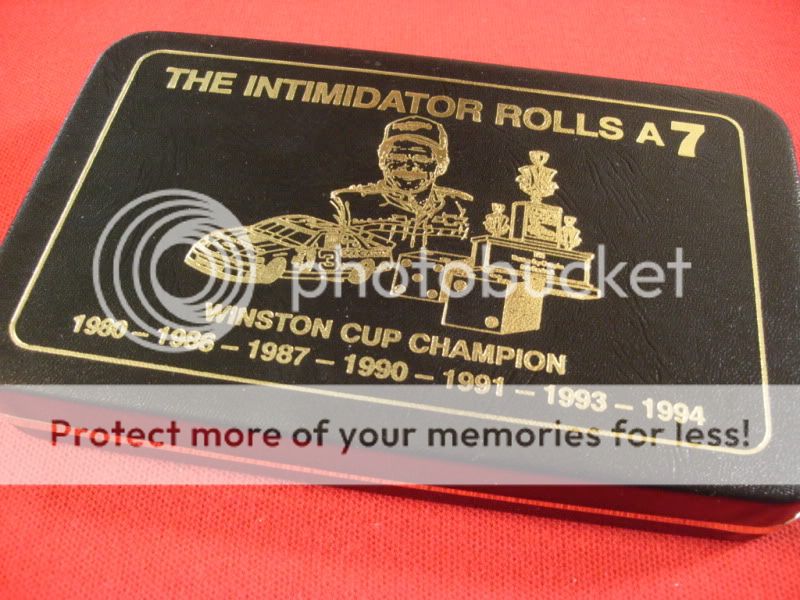 THE INTIMIDATOR ROLLS A 7
3
photobucket
WINSTON CUP CHAMPION
1980 – 1986 – 1987 – 1990 – 1991 – 1993 – 1994
Protect more of your memories for less!